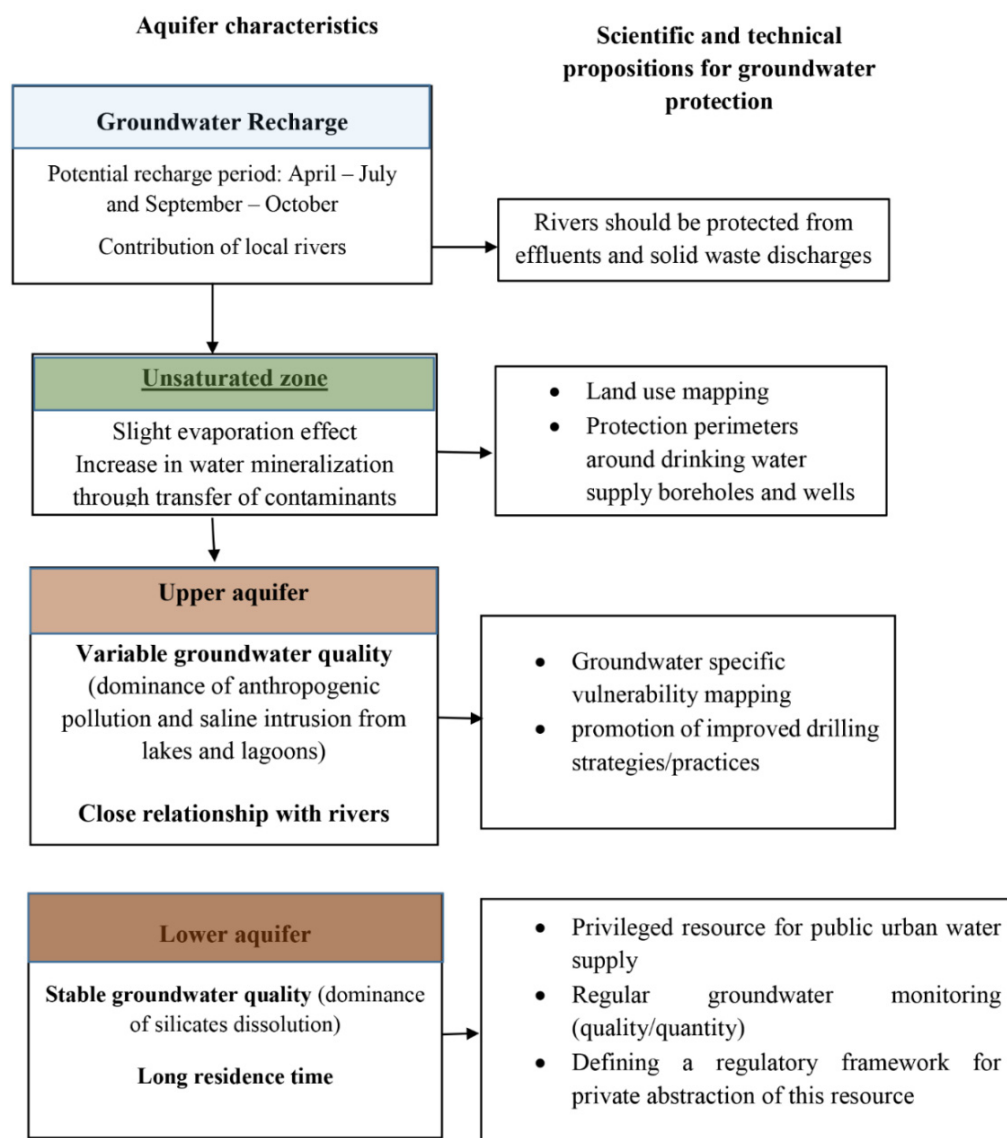 Aquifer characteristics
Scientific and technical
propositions for groundwater
protection
Groundwater Recharge
Potential recharge period: April – July
and September – October
Contribution of local rivers
Rivers should be protected from
effluents and solid waste discharges
Unsaturated zone
Slight evaporation effect
Increase in water mineralization
through transfer of contaminants
• Land use mapping
• Protection perimeters
around drinking water
supply boreholes and wells
Upper aquifer
Variable groundwater quality
(dominance of anthropogenic
pollution and saline intrusion from
lakes and lagoons)
Close relationship with rivers
• Groundwater specific
vulnerability mapping
• promotion of improved drilling
strategies/practices
Lower aquifer
Stable groundwater quality (dominance
of silicates dissolution)
Long residence time
• Privileged resource for public urban water
supply
• Regular groundwater monitoring
(quality/quantity)
• Defining a regulatory framework for
private abstraction of this resource